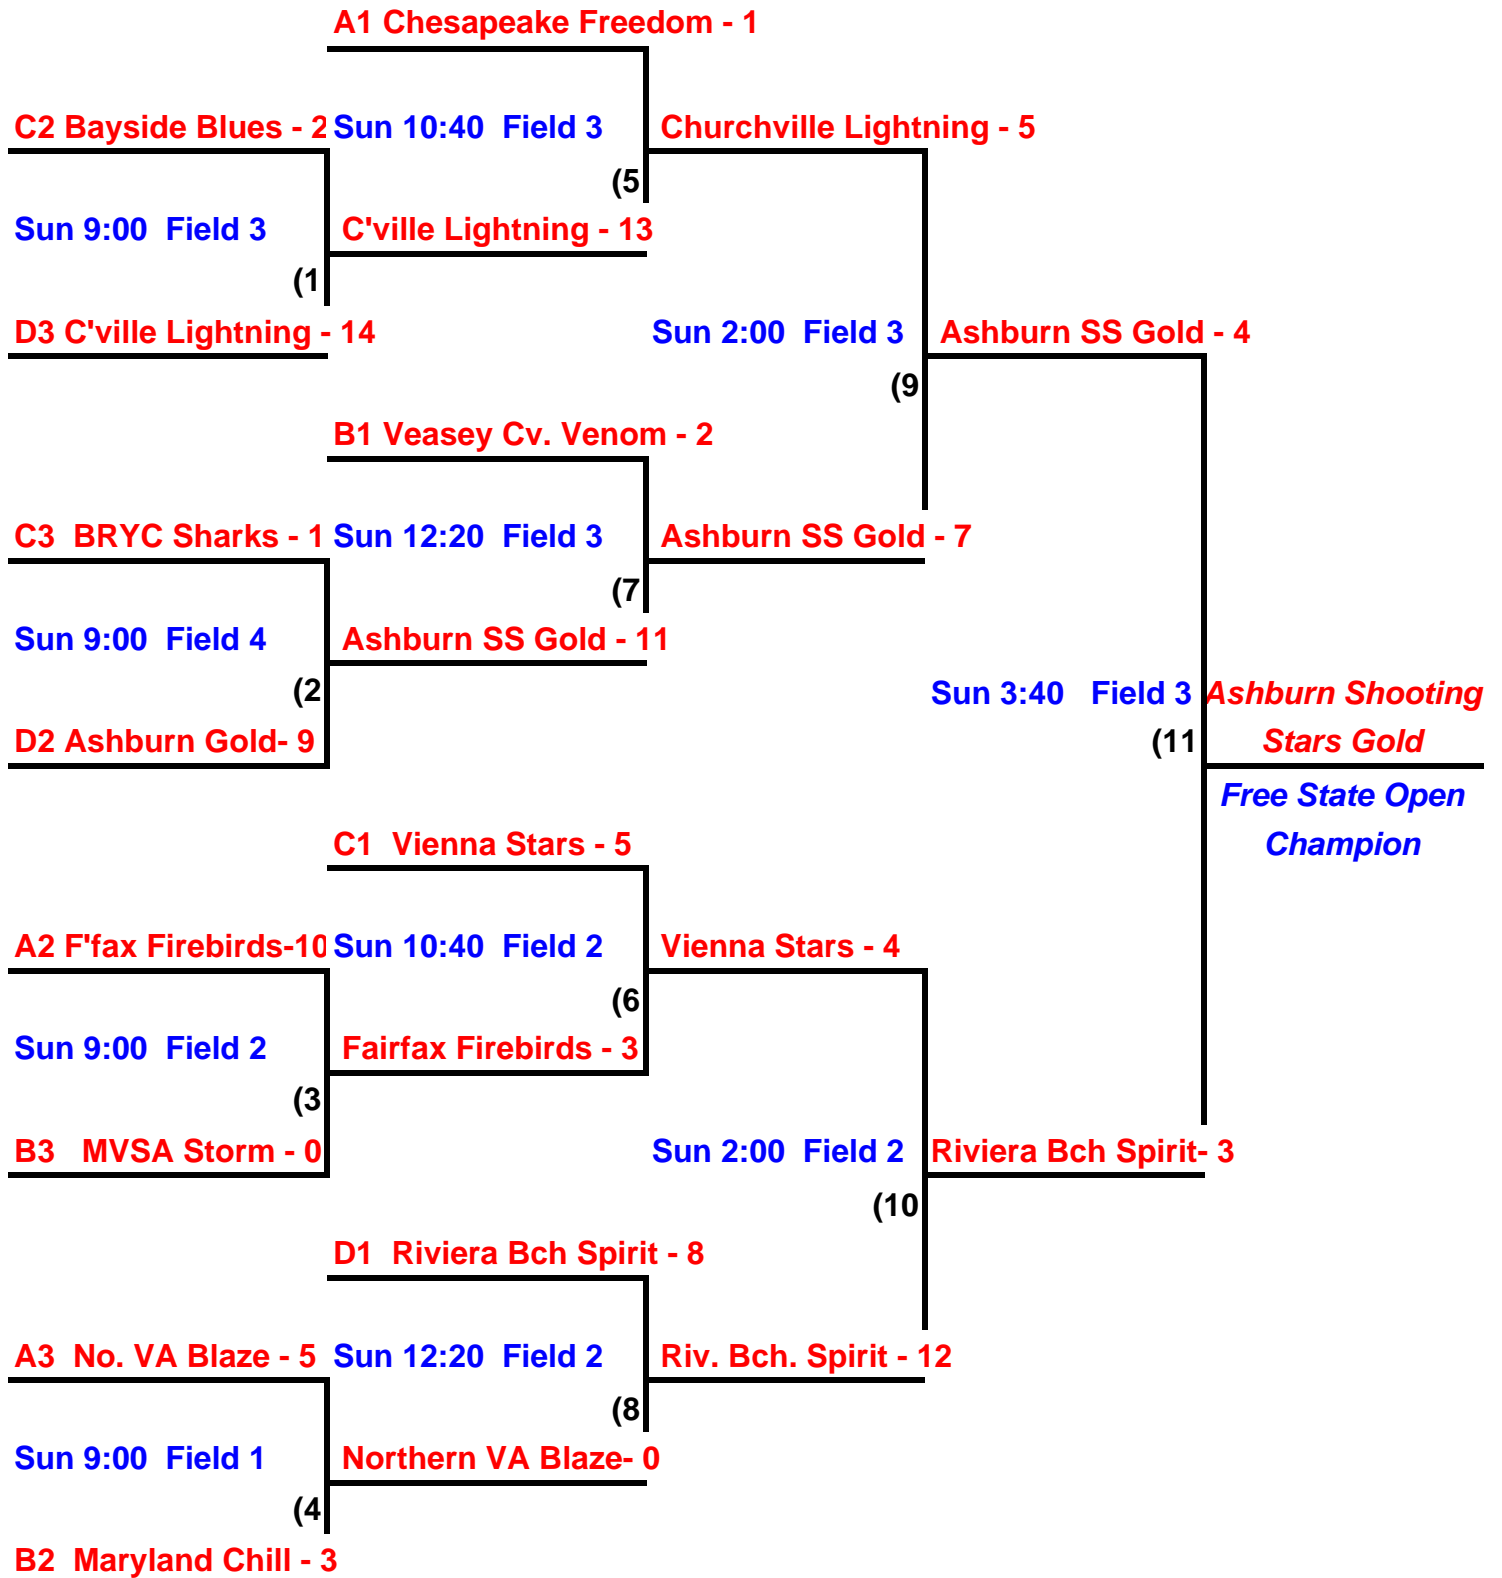 A1 Chesapeake Freedom - 1
C2 Bayside Blues - 2 Sun 10:40 Field 3 Churchville Lightning - 5
(5
Sun 9:00 Field 3 C'ville Lightning - 13
(1
D3 C'ville Lightning - 14 Sun 2:00 Field 3 Ashburn SS Gold - 4
(9
B1 Veasey Cv. Venom - 2
C3 BRYC Sharks - 1 Sun 12:20 Field 3 Ashburn SS Gold - 7
(7
Sun 9:00 Field 4 Ashburn SS Gold - 11
(2 Sun 3:40 Field 3 Ashburn Shooting
D2 Ashburn Gold- 9 (11 Stars Gold
Free State Open
C1 Vienna Stars - 5 Champion
A2 F'fax Firebirds-10 Sun 10:40 Field 2 Vienna Stars - 4
(6
Sun 9:00 Field 2 Fairfax Firebirds - 3
(3
B3 MVSA Storm - 0 Sun 2:00 Field 2 Riviera Bch Spirit- 3
(10
D1 Riviera Bch Spirit - 8
A3 No. VA Blaze - 5 Sun 12:20 Field 2 Riv. Bch. Spirit - 12
(8
Sun 9:00 Field 1 Northern VA Blaze- 0
(4
B2 Maryland Chill - 3